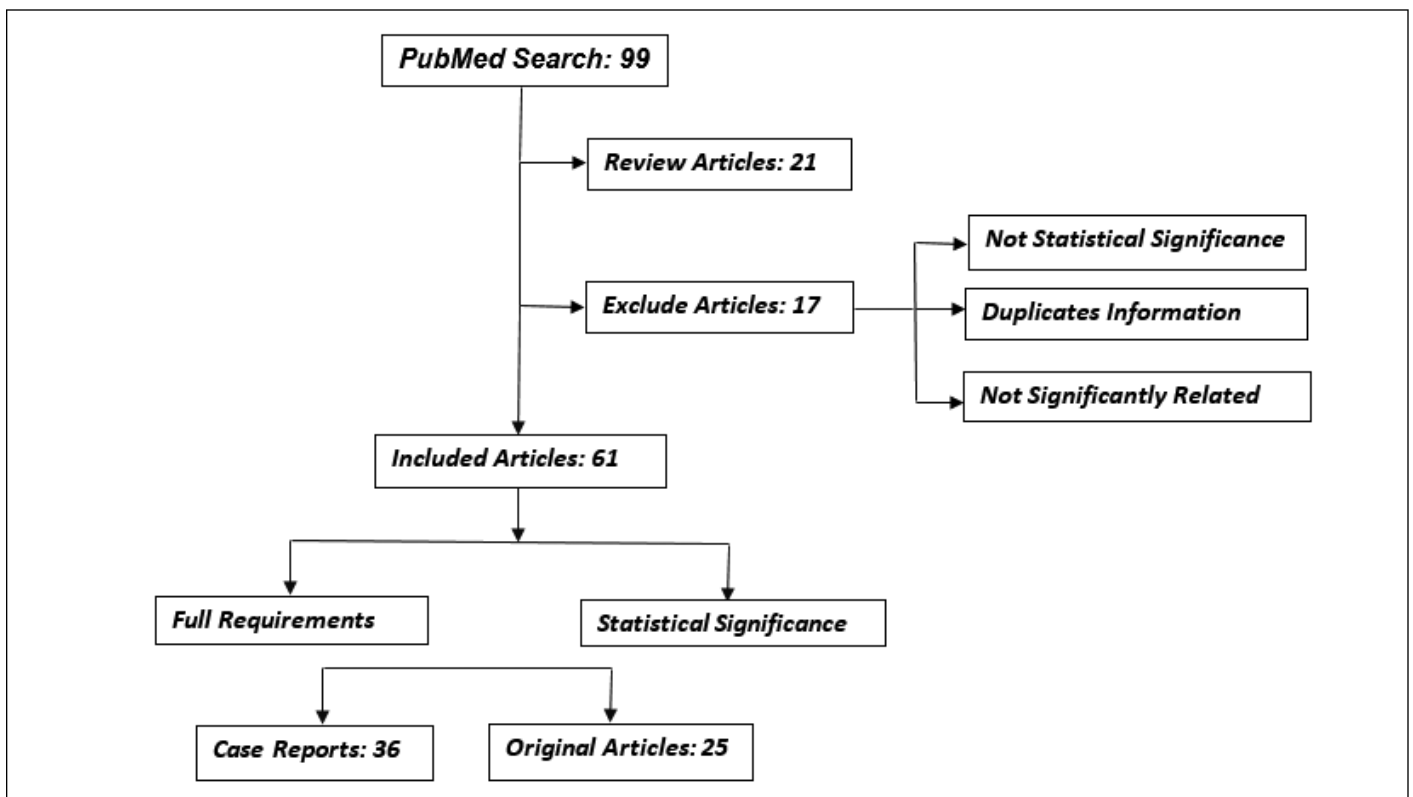 PubMed Search: 99
Review Articles: 21
Not Statistical Significance
Exclude Articles: 17
Duplicates Information
Not Significantly Related
Included Articles: 61
Full Requirements
Statistical Significance
Case Reports: 36
Original Articles: 25